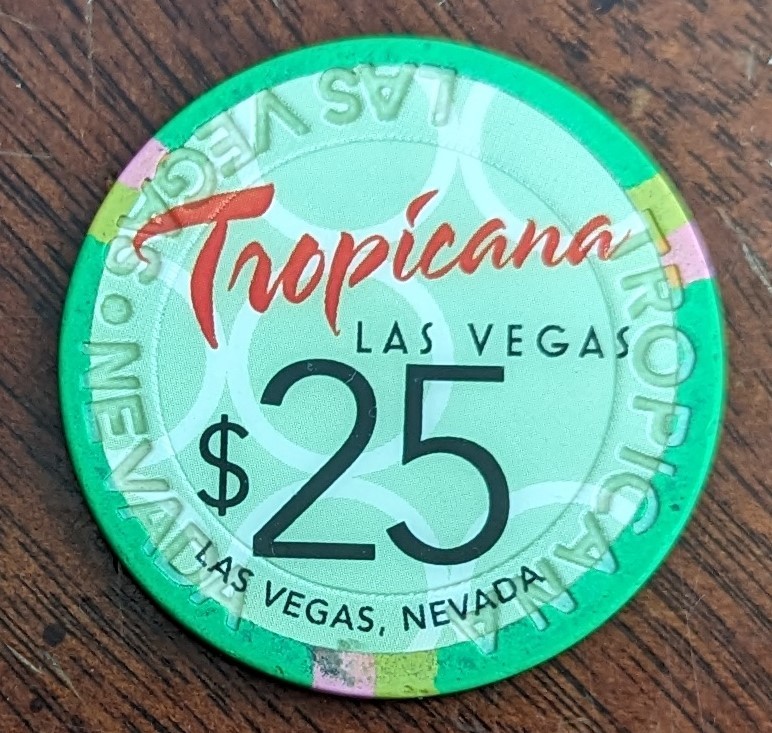 Tropicana
LAS VEGAS
$25
LAS VEGAS, NEVADA
TROPICANA
LAS VEGAS • NEVADA